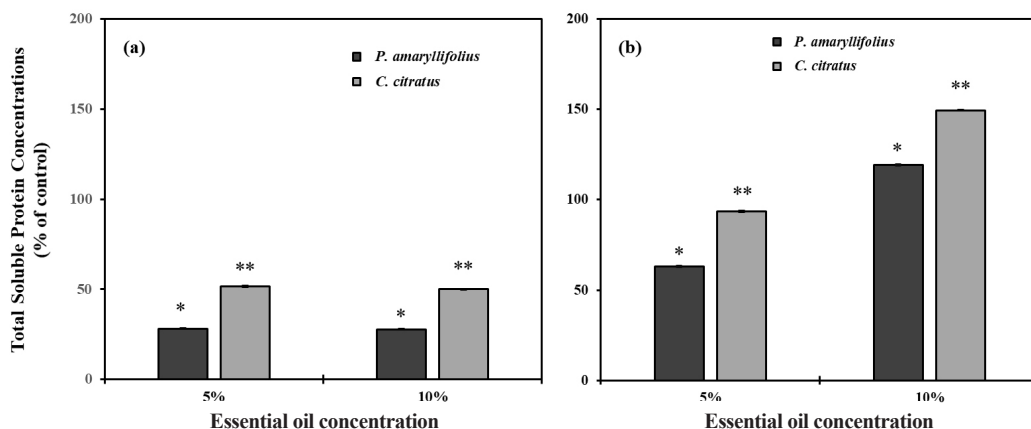 Total Soluble Protein Concentrations
(% of control)
200
150
100
50
0
(a)
P. amaryllifolius
C. citratus
*
**
*
**
5%
10%
Essential oil concentration
200
150
100
50
0
(b)
P. amaryllifolius
C. citratus
*
**
*
**
5%
10%
Essential oil concentration